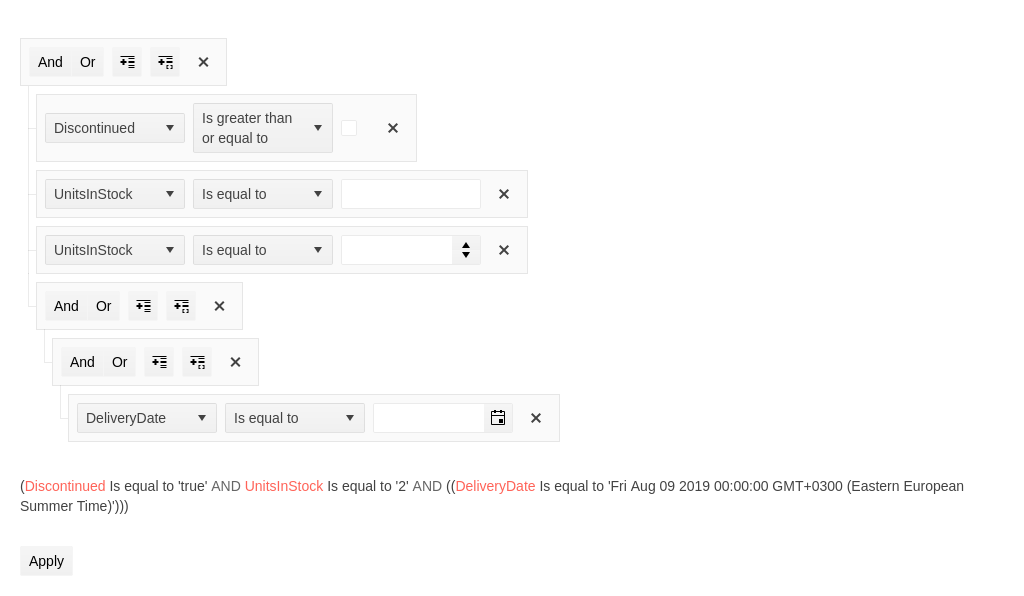 And Or
Discontinued Is greater than
or equal to
UnitsInStock Is equal to
UnitsInStock Is equal to
And Or
And Or
DeliveryDate Is equal to
(Discontinued Is equal to 'true' AND UnitsInStock Is equal to '2' AND ((DeliveryDate Is equal to 'Fri Aug 09 2019 00:00:00 GMT+0300 (Eastern European
Summer Time)')))
Apply